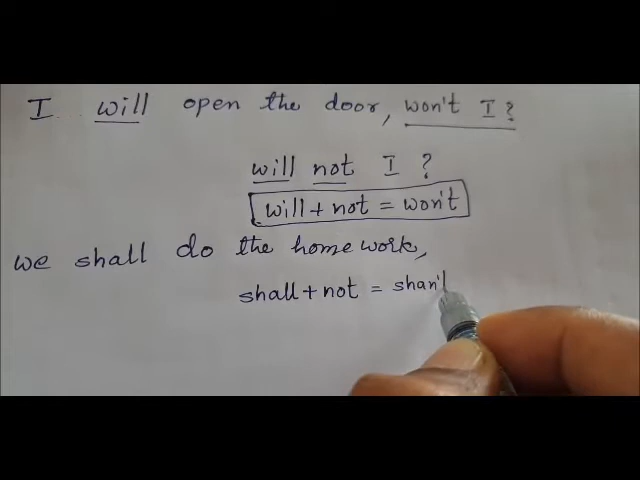 I will open the door, won't I?
will not I?
will + not = won't
we shall do the home work,
shall + not = shan'